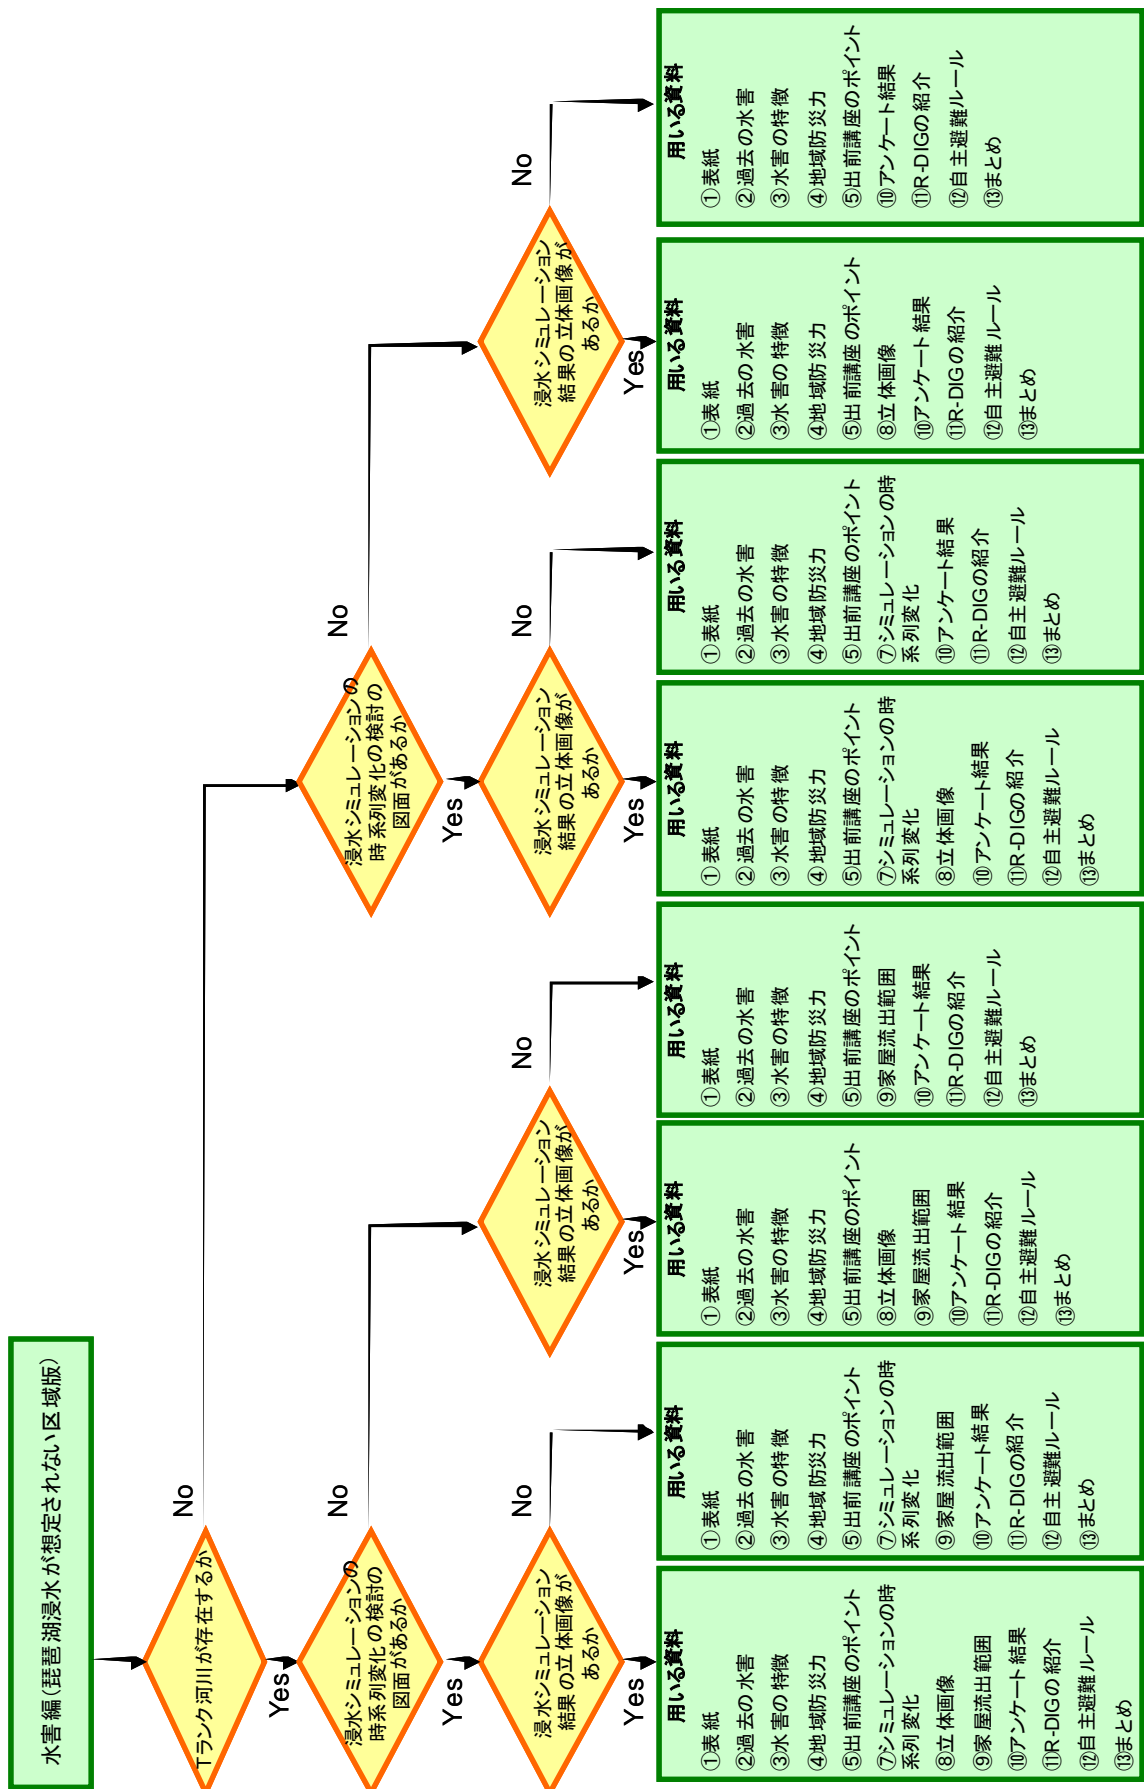 水害編(琵琶湖浸水が想定されない区域版)
Tランク河川が存在するか
No
Yes
浸水シミュレーションの
時系列変化の検討の
図面があるか
No
Yes
浸水シミュレーションの
時系列変化の検討の
図面があるか
No
Yes
浸水シミュレーション
結果の立体画像が
あるか
No
Yes
浸水シミュレーション
結果の立体画像が
あるか
No
Yes
浸水シミュレーション
結果の立体画像が
あるか
No
Yes
浸水シミュレーション
結果の立体画像が
あるか
No
Yes
用いる資料
①表紙
②過去の水害
③水害の特徴
④地域防災力
⑤出前講座のポイント
⑦シミュレーションの時
系列変化
⑧立体画像
⑨家屋流出範囲
⑩アンケート結果
⑪R-DIGの紹介
⑫自主避難ルール
⑬まとめ
用いる資料
①表紙
②過去の水害
③水害の特徴
④地域防災力
⑤出前講座のポイント
⑦シミュレーションの時
系列変化
⑨家屋流出範囲
⑩アンケート結果
⑪R-DIGの紹介
⑫自主避難ルール
⑬まとめ
用いる資料
①表紙
②過去の水害
③水害の特徴
④地域防災力
⑤出前講座のポイント
⑧立体画像
⑨家屋流出範囲
⑩アンケート結果
⑪R-DIGの紹介
⑫自主避難ルール
⑬まとめ
用いる資料
①表紙
②過去の水害
③水害の特徴
④地域防災力
⑤出前講座のポイント
⑨家屋流出範囲
⑩アンケート結果
⑪R-DIGの紹介
⑫自主避難ルール
⑬まとめ
用いる資料
①表紙
②過去の水害
③水害の特徴
④地域防災力
⑤出前講座のポイント
⑦シミュレーションの時
系列変化
⑧立体画像
⑩アンケート結果
⑪R-DIGの紹介
⑫自主避難ルール
⑬まとめ
用いる資料
①表紙
②過去の水害
③水害の特徴
④地域防災力
⑤出前講座のポイント
⑦シミュレーションの時
系列変化
⑩アンケート結果
⑪R-DIGの紹介
⑫自主避難ルール
⑬まとめ
用いる資料
①表紙
②過去の水害
③水害の特徴
④地域防災力
⑤出前講座のポイント
⑧立体画像
⑩アンケート結果
⑪R-DIGの紹介
⑫自主避難ルール
⑬まとめ
用いる資料
①表紙
②過去の水害
③水害の特徴
④地域防災力
⑤出前講座のポイント
⑩アンケート結果
⑪R-DIGの紹介
⑫自主避難ルール
⑬まとめ